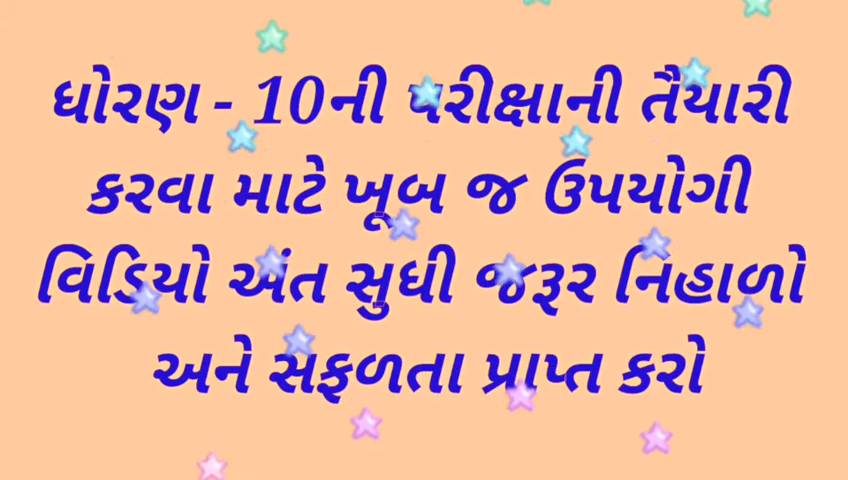 ધોરણ - 10ની પરીક્ષાની તૈયારી
કરવા માટે ખૂબ જ ઉપયોગી
વિડિયો અંત સુધી જરૂર નિહાળો
અને સફળતા પ્રાપ્ત કરો